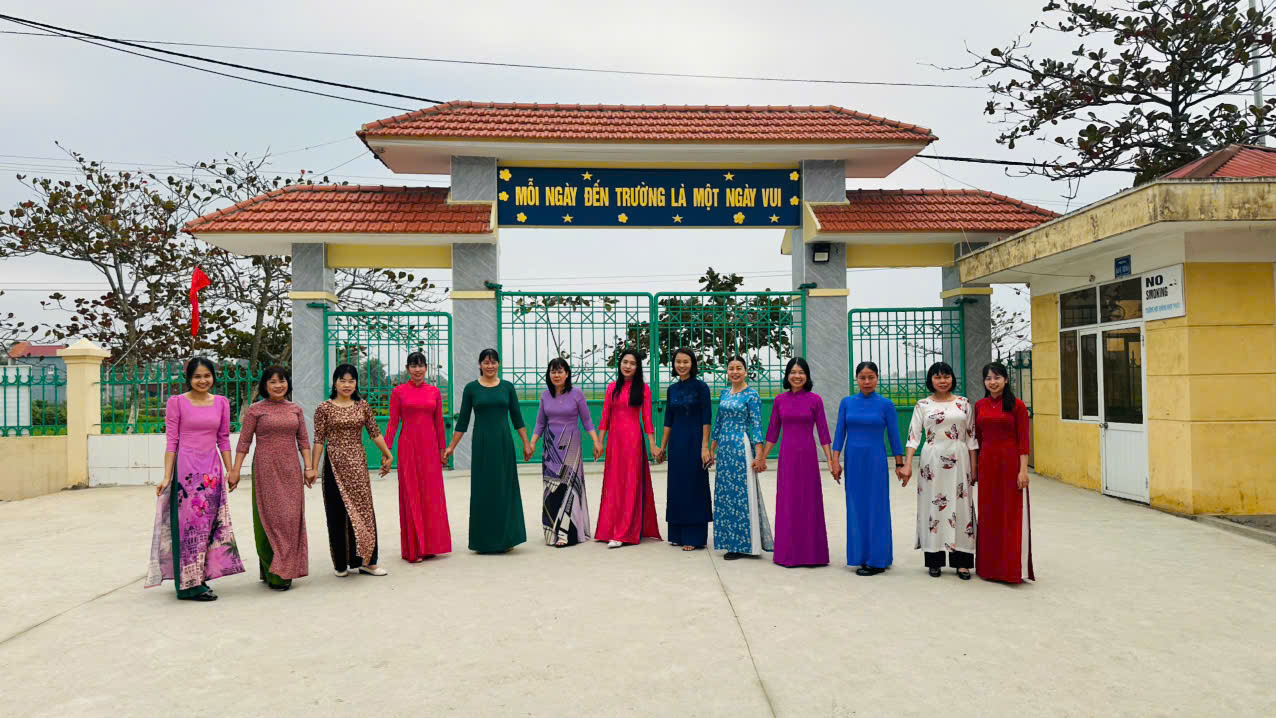 MỖI NGÀY ĐẾN TRƯỜNG LÀ MỘT NGÀY VUI
NO
SMOKING